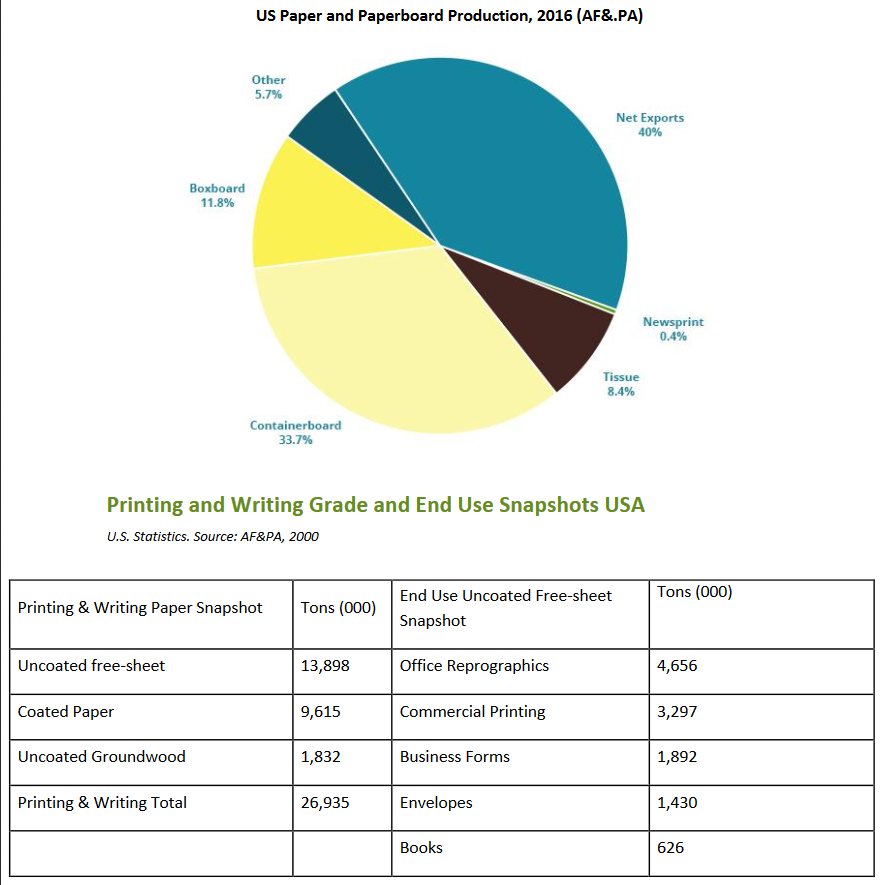 US Paper and Paperboard Production, 2016 (AF&.PA)
Other
5.7%
Net Exports
40%
Boxboard
11.8%
Newsprint
0.4%
Tissue
8.4%
Containerboard
33.7%
Printing and Writing Grade and End Use Snapshots USA
U.S. Statistics. Source: AF&PA, 2000
Printing & Writing Paper Snapshot Tons (000) End Use Uncoated Free-sheet Snapshot Tons (000)
Uncoated free-sheet 13,898 Office Reprographics 4,656
Coated Paper 9,615 Commercial Printing 3,297
Uncoated Groundwood 1,832 Business Forms 1,892
Printing & Writing Total 26,935 Envelopes 1,430
Books 626